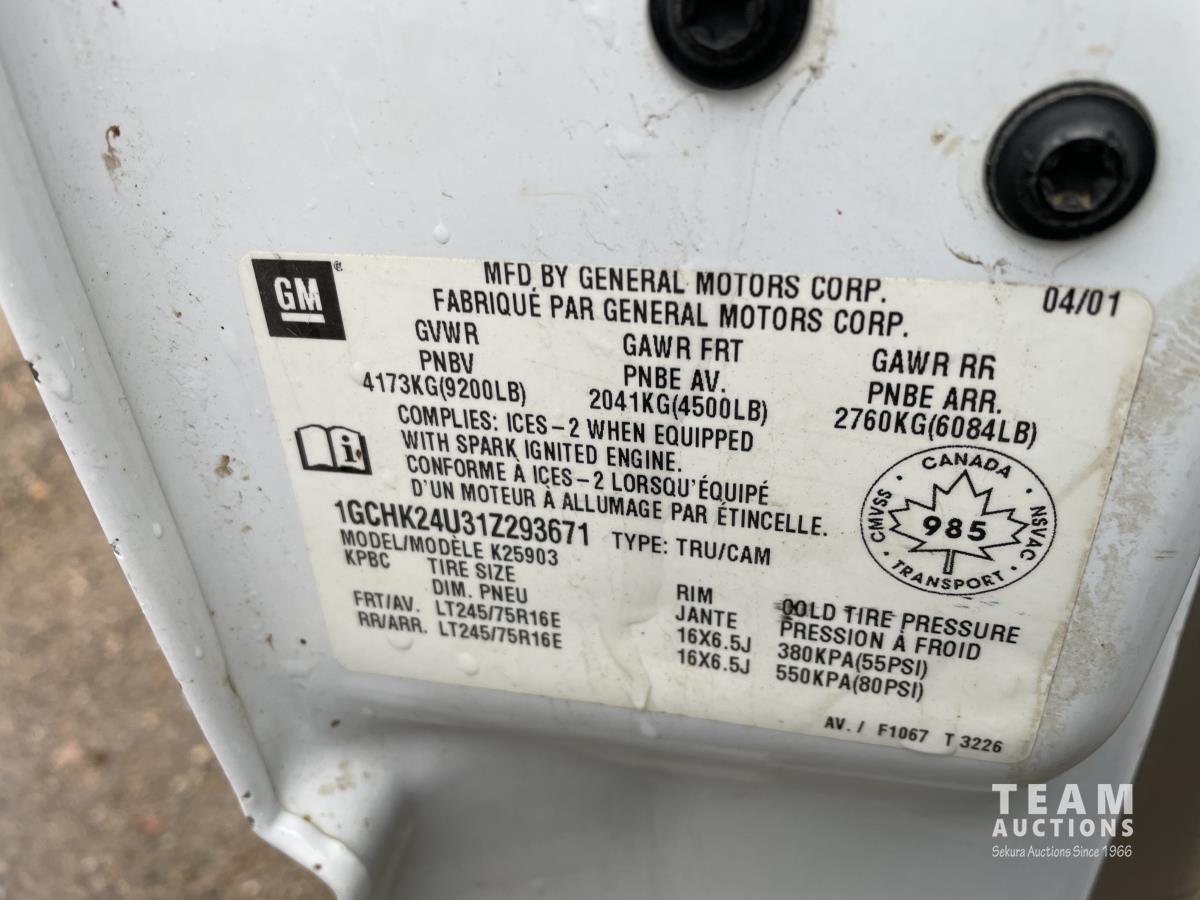 GM®
MFD BY GENERAL MOTORS CORP. 04/01
FABRIQUÉ PAR GENERAL MOTORS CORP.
GVWR GAWR FRT GAWR RR
PNBV PNBE AV. PNBE ARR.
4173KG(9200LB) 2041KG(4500LB) 2760KG(6084LB)
COMPLIES: ICES-2 WHEN EQUIPPED
WITH SPARK IGNITED ENGINE.
CONFORME À ICES-2 LORSQU'ÉQUIPÉ
D'UN MOTEUR À ALLUMAGE PAR ÉTINCELLE.
CANADA
CMVSS 985 NSVAC
TRANSPORT
1GCHK24U31Z293671 TYPE: TRU/CAM
MODEL/MODÈLE K25903
KPBC TIRE SIZE RIM COLD TIRE PRESSURE
DIM. PNEU JANTE PRESSION À FROID
FRT/AV. LT245/75R16E 16X6.5J 380KPA(55PSI)
RR/ARR. LT245/75R16E 16X6.5J 550KPA(80PSI)
AV. / F1067 T 3226
TEAM
AUCTIONS
Sekura Auctions Since 1966